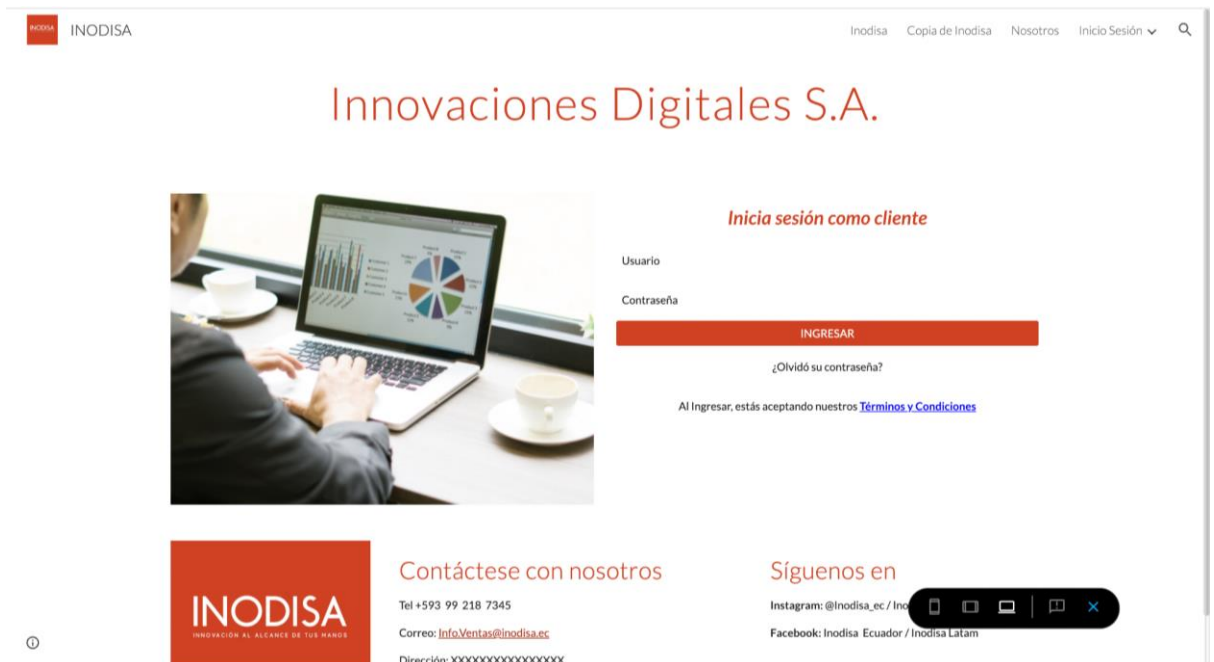 INODISA
INODISA
Inodisa Copia de Inodisa Nosotros Inicio Sesión
Innovaciones Digitales S.A.
Inicia sesión como cliente
Usuario
Contraseña
INGRESAR
¿Olvidó su contraseña?
Al Ingresar, estás aceptando nuestros Términos y Condiciones
INODISA
INNOVACIÓN AL ALCANCE DE TUS MANOS
Contáctese con nosotros
Tel +593 99 218 7345
Correo: Info.Ventas@inodisa.ec
Dirección: XXXXXXXXXXXXXXXX
Síguenos en
Instagram: @Inodisa_ec / Ino
Facebook: Inodisa Ecuador / Inodisa Latam